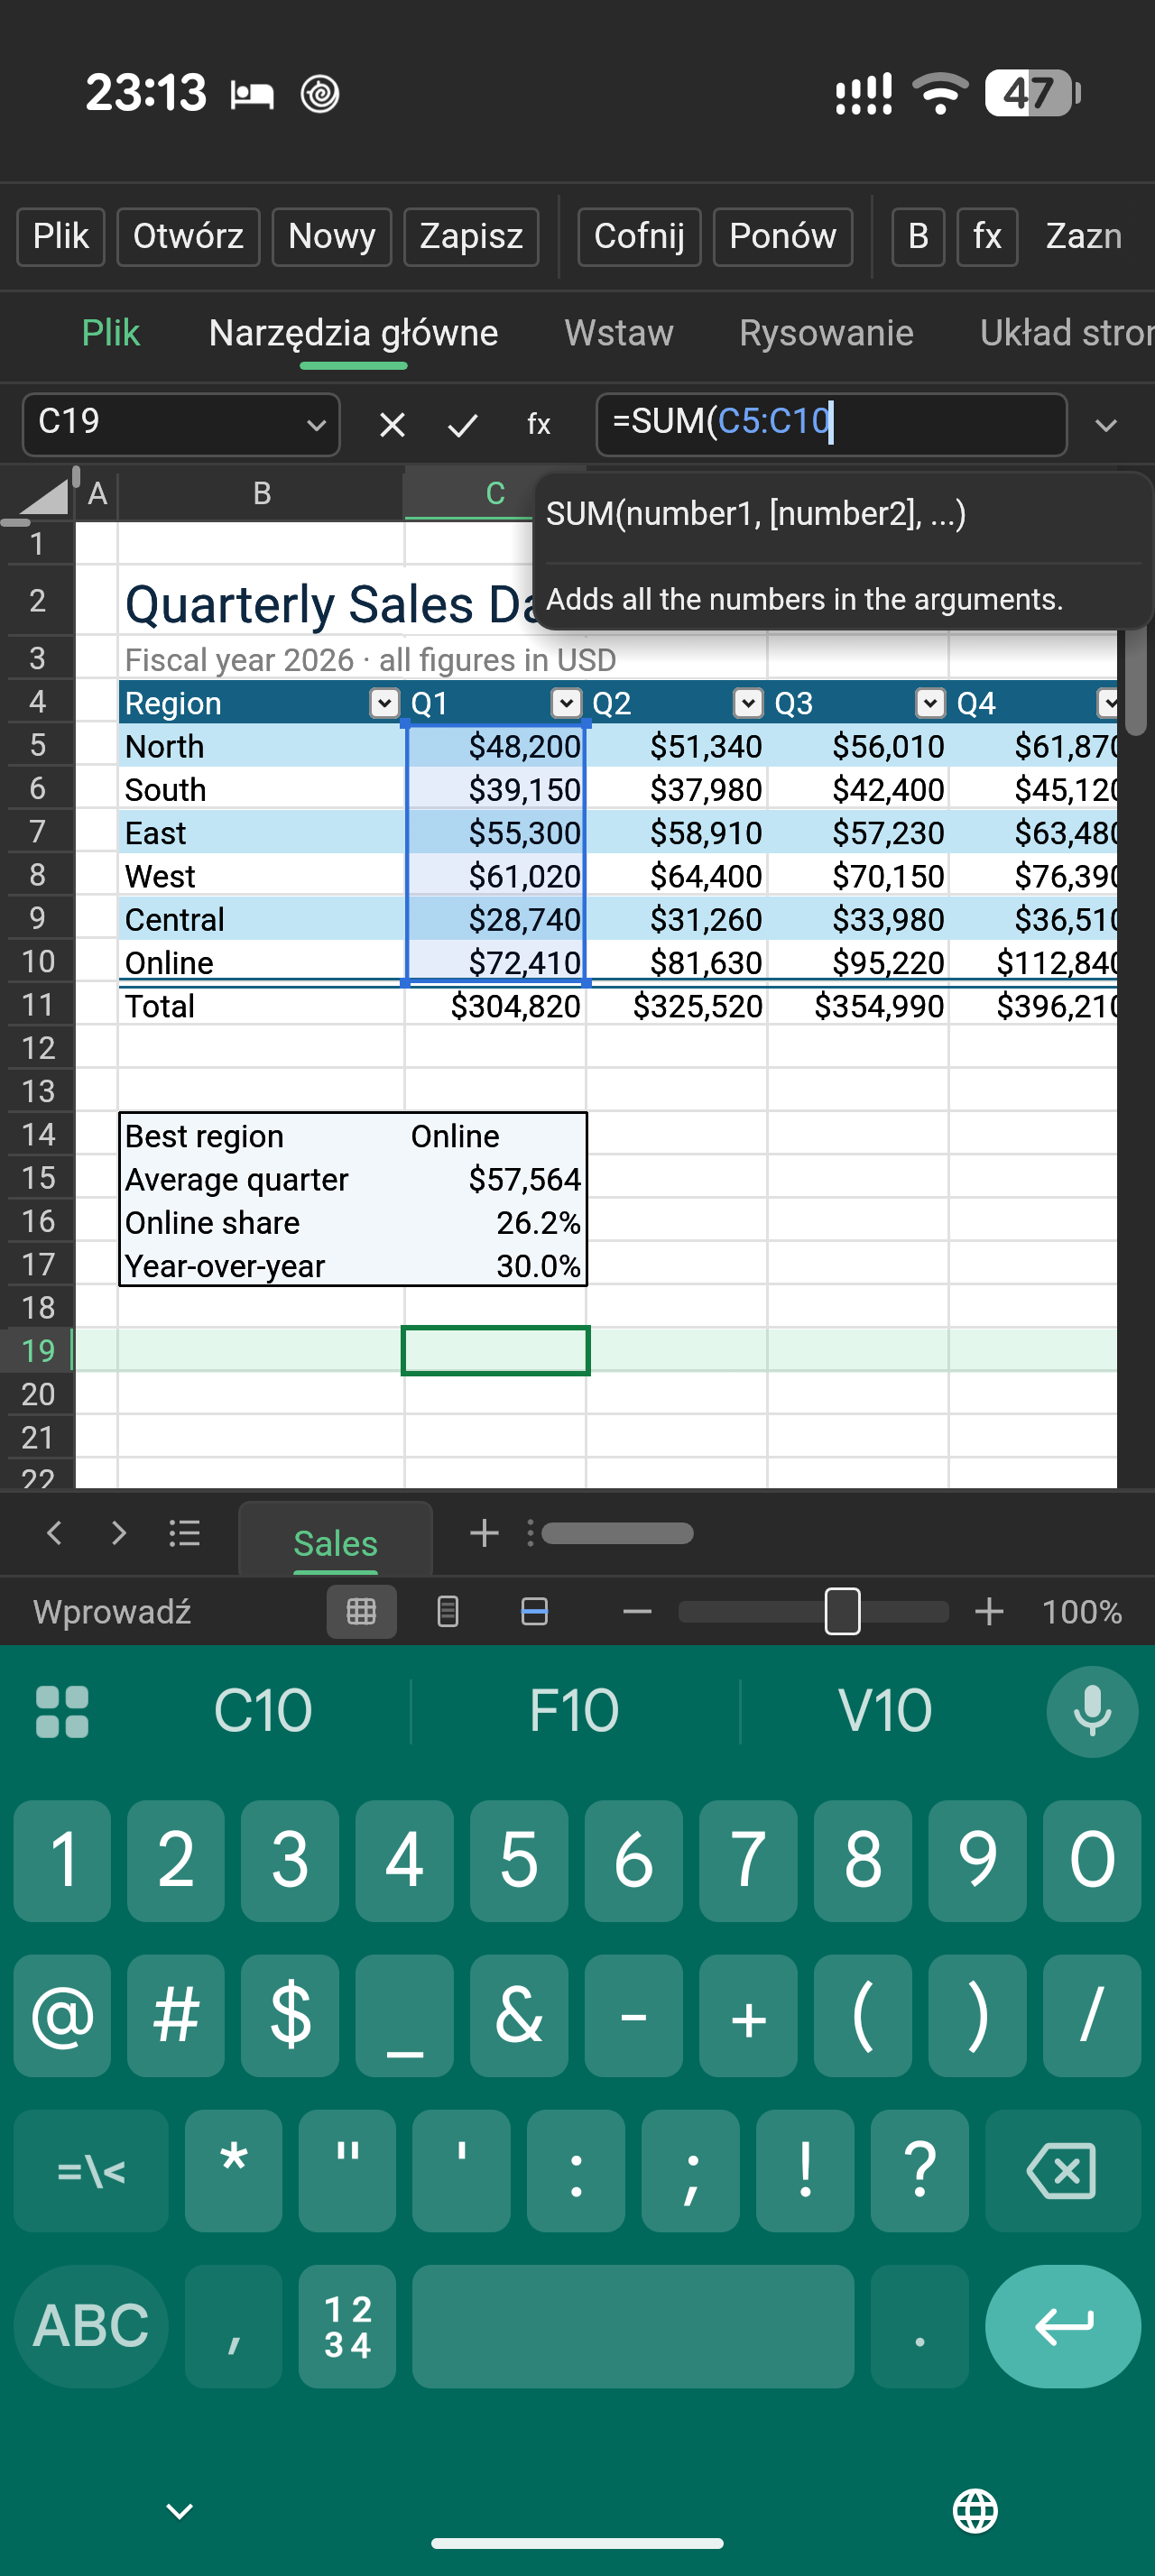 23:13 47
Plik Otwórz Nowy Zapisz Cofnij Ponów B fx Zazn
Plik Narzędzia główne Wstaw Rysowanie Układ stror
C19 fx =SUM(C5:C10
A B C
SUM(number1, [number2], ...)
Adds all the numbers in the arguments.
1
2 Quarterly Sales Da
3 Fiscal year 2026 · all figures in USD
4 Region Q1 Q2 Q3 Q4
5 North $48,200 $51,340 $56,010 $61,870
6 South $39,150 $37,980 $42,400 $45,120
7 East $55,300 $58,910 $57,230 $63,480
8 West $61,020 $64,400 $70,150 $76,390
9 Central $28,740 $31,260 $33,980 $36,510
10 Online $72,410 $81,630 $95,220 $112,840
11 Total $304,820 $325,520 $354,990 $396,210
12
13
14 Best region Online
15 Average quarter $57,564
16 Online share 26.2%
17 Year-over-year 30.0%
18
19
20
21
22
Sales
Wprowadź 100%
C10 F10 V10
1 2 3 4 5 6 7 8 9 0
@ # $ _ & - + ( ) /
=\< * " ' : ; ! ?
ABC , 12 34 .